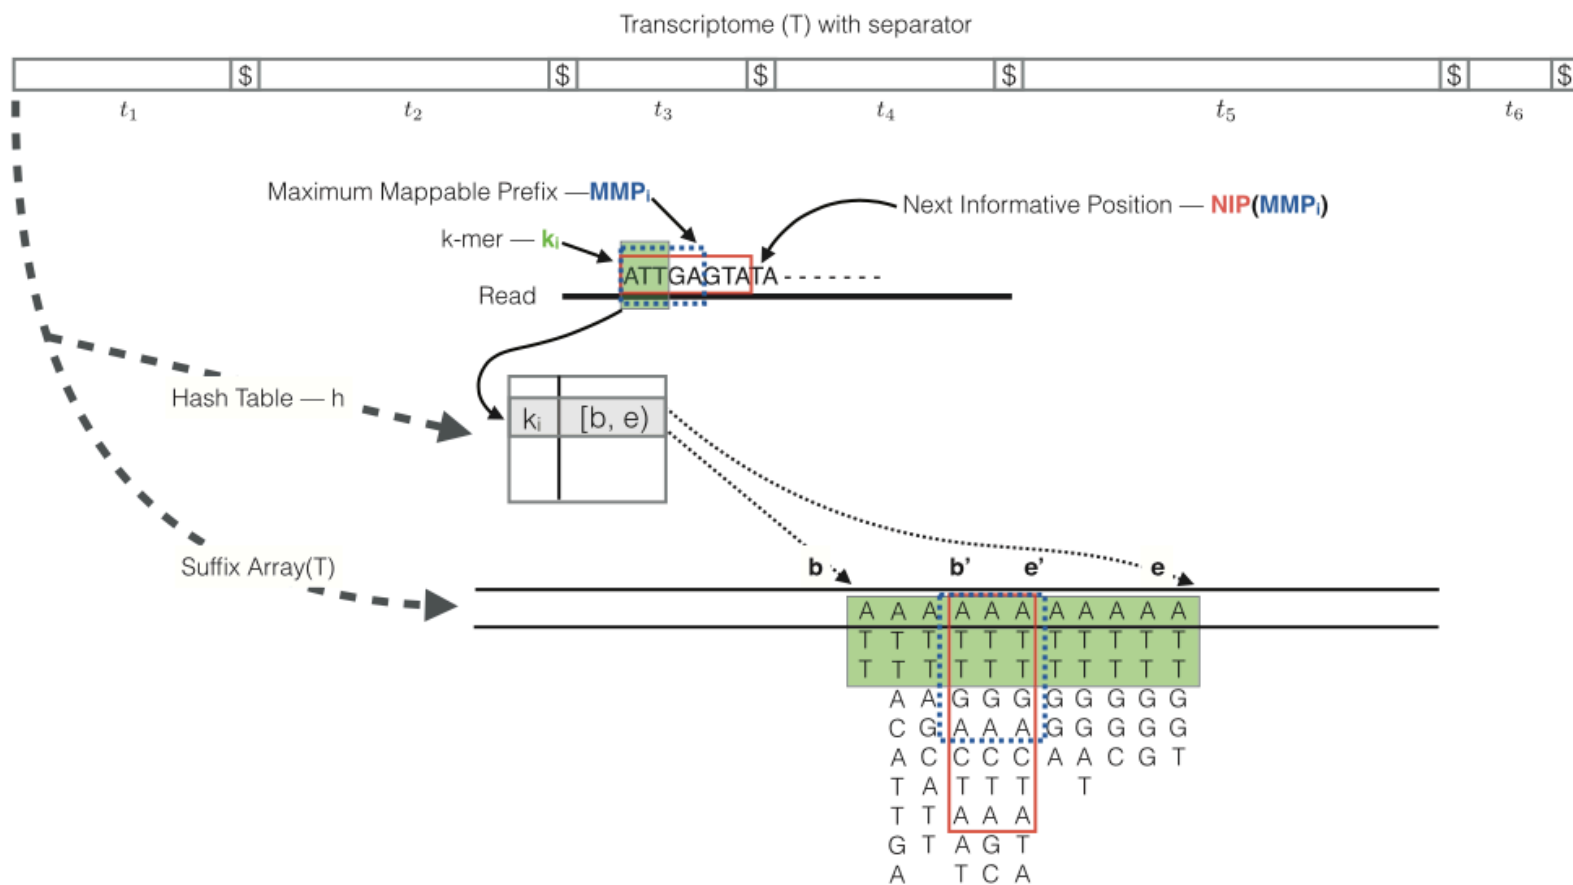 Transcriptome (T) with separator
$ $ $ $ $ $
t1 t2 t3 t4 t5 t6
Maximum Mappable Prefix —MMPi
Next Informative Position — NIP(MMPi)
k-mer — ki
ATTGAGTATA - - - - - - -
Read
Hash Table — h
ki [b, e)
Suffix Array(T)
b b' e' e
A A A A A A A A A A A
T T T T T T T T T T T
T T T T T T T T T T T
A A G G G G G G G G
C G A A A G G G G G
A C C C C A A C G T
T A T T T T
T T A A A
G T A G T
A T C A